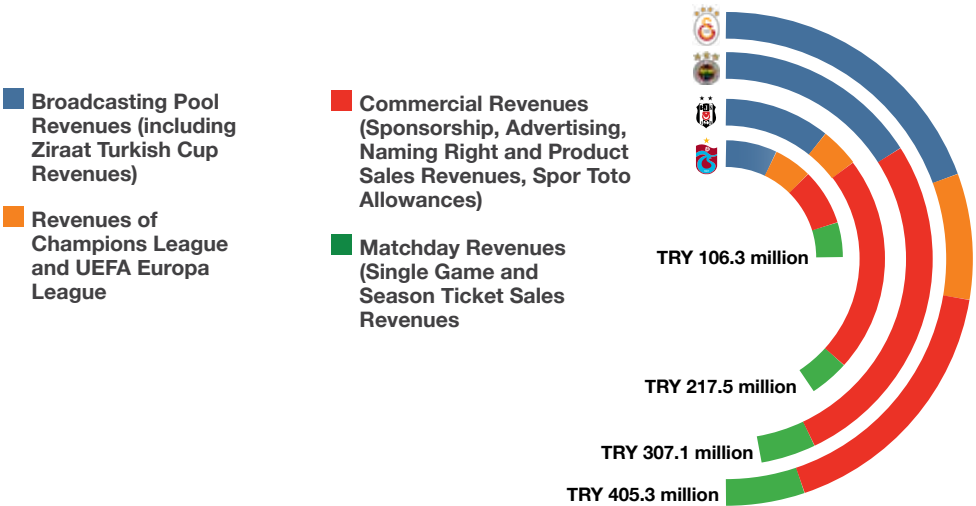 Broadcasting Pool
Revenues (including
Ziraat Turkish Cup
Revenues)
Revenues of
Champions League
and UEFA Europa
League
Commercial Revenues
(Sponsorship, Advertising,
Naming Right and Product
Sales Revenues, Spor Toto
Allowances)
Matchday Revenues
(Single Game and
Season Ticket Sales
Revenues
TRY 106.3 million
TRY 217.5 million
TRY 307.1 million
TRY 405.3 million